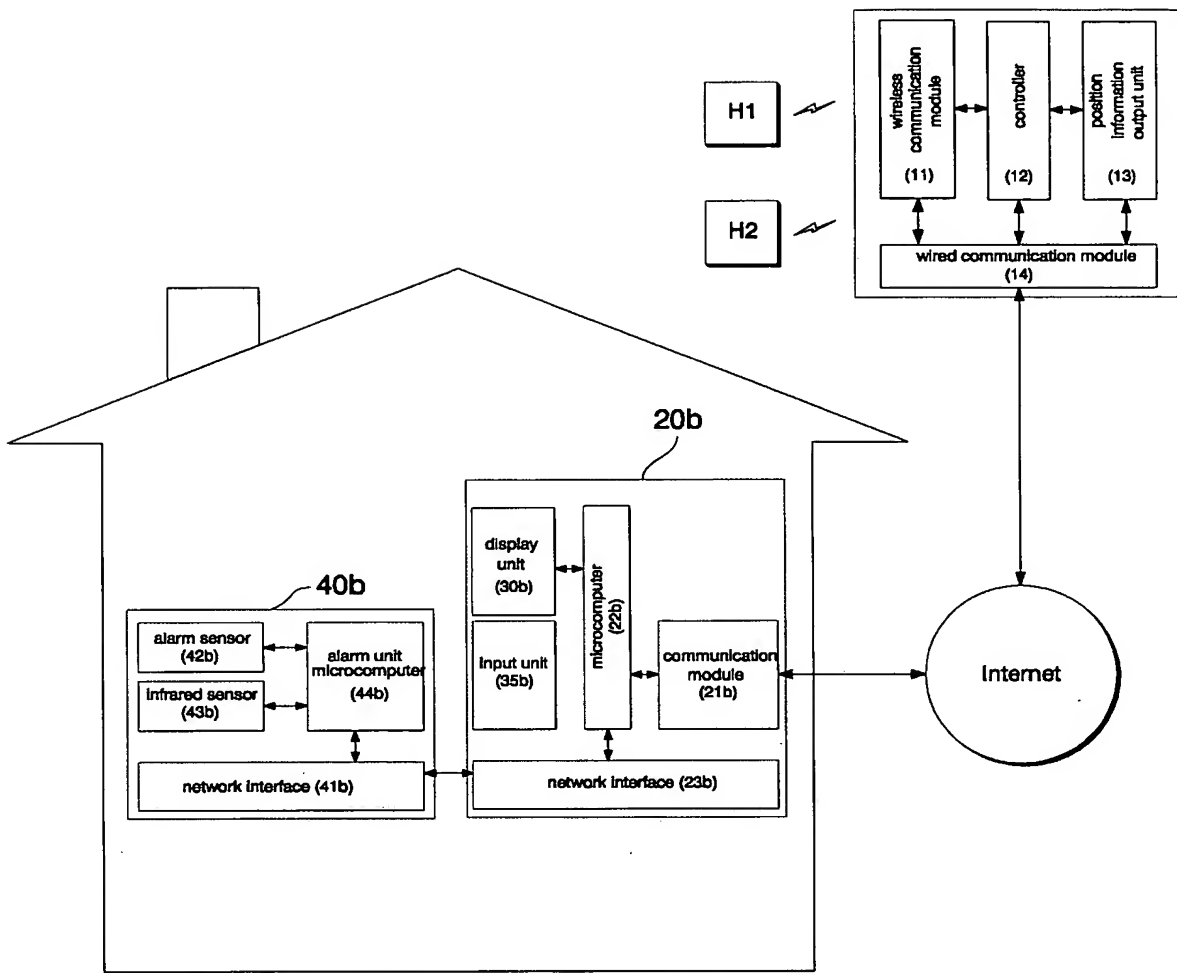 wireless
communication
module
(11)
controller
(12)
position
information
output unit
(13)
H1
H2
wired communication module
(14)
20b
display
unit
(30b)
microcomputer
(22b)
40b
alarm sensor
(42b)
alarm unit
microcomputer
(44b)
input unit
(35b)
communication
module
(21b)
infrared sensor
(43b)
Internet
network interface (41b)
network interface (23b)